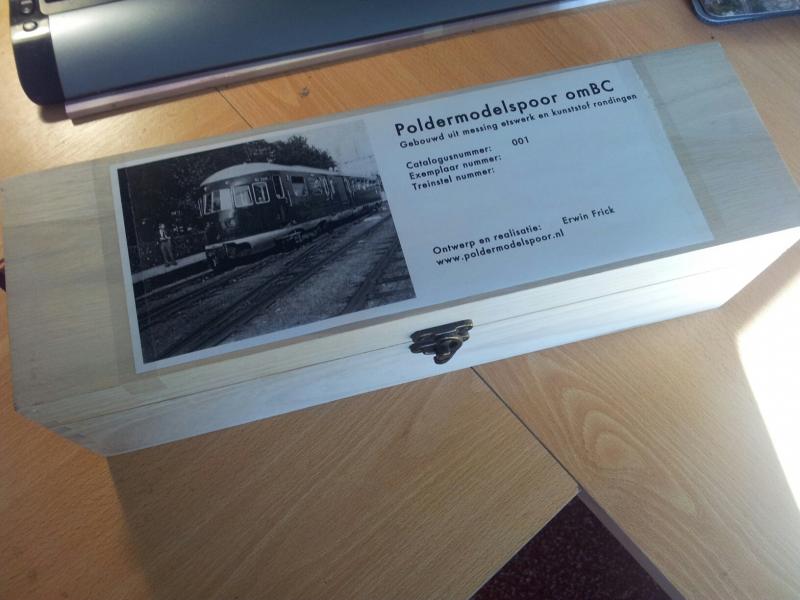 Poldermodelspoor omBC
Gebouwd uit messing etswerk en kunststof rondingen
Catalogusnummer: 001
Exemplaar nummer:
Treinstel nummer:
Ontwerp en realisatie: Erwin Frick
www.poldermodelspoor.nl